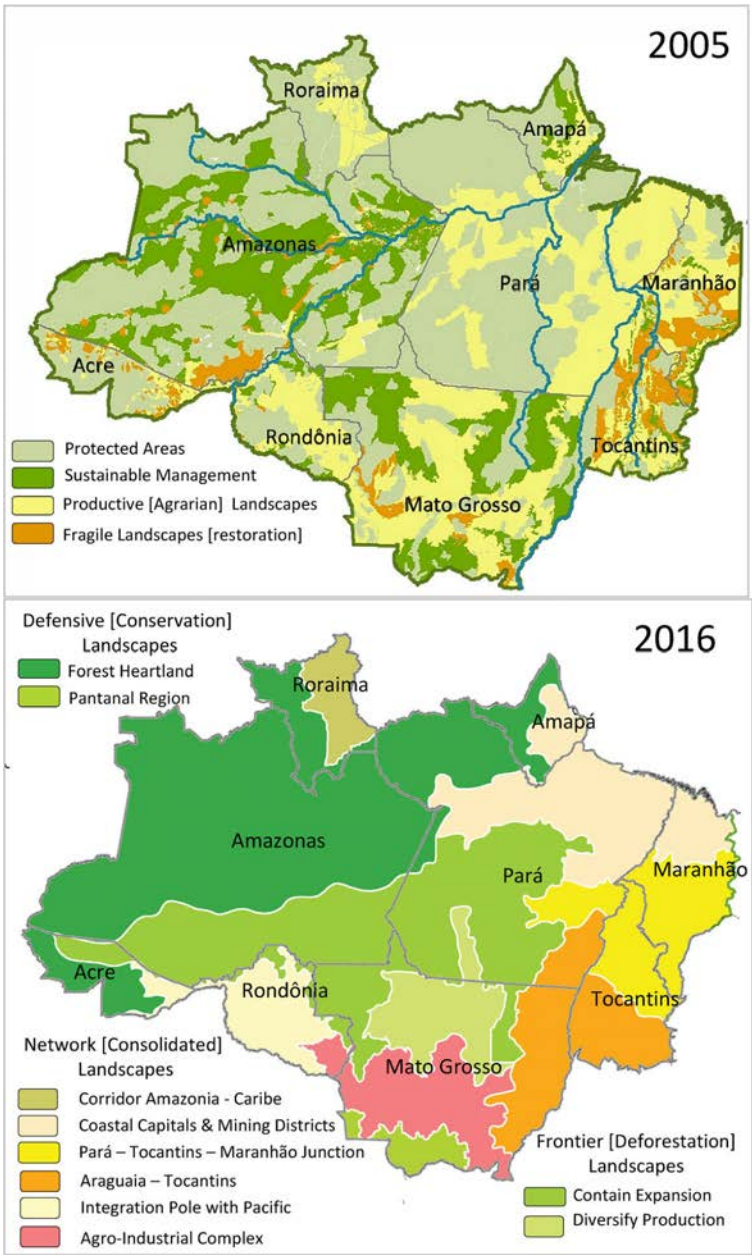 2005
Roraima
Amapá
Amazonas
Pará
Maranhão
Acre
Rondônia
Tocantins
Mato Grosso
Protected Areas
Sustainable Management
Productive [Agrarian] Landscapes
Fragile Landscapes [restoration]
2016
Defensive [Conservation]
Landscapes
Forest Heartland
Pantanal Region
Roraima
Amapá
Amazonas
Pará
Maranhão
Acre
Rondônia
Tocantins
Mato Grosso
Network [Consolidated]
Landscapes
Corridor Amazonia - Caribe
Coastal Capitals & Mining Districts
Pará – Tocantins – Maranhão Junction
Araguaia – Tocantins
Integration Pole with Pacific
Agro-Industrial Complex
Frontier [Deforestation]
Landscapes
Contain Expansion
Diversify Production